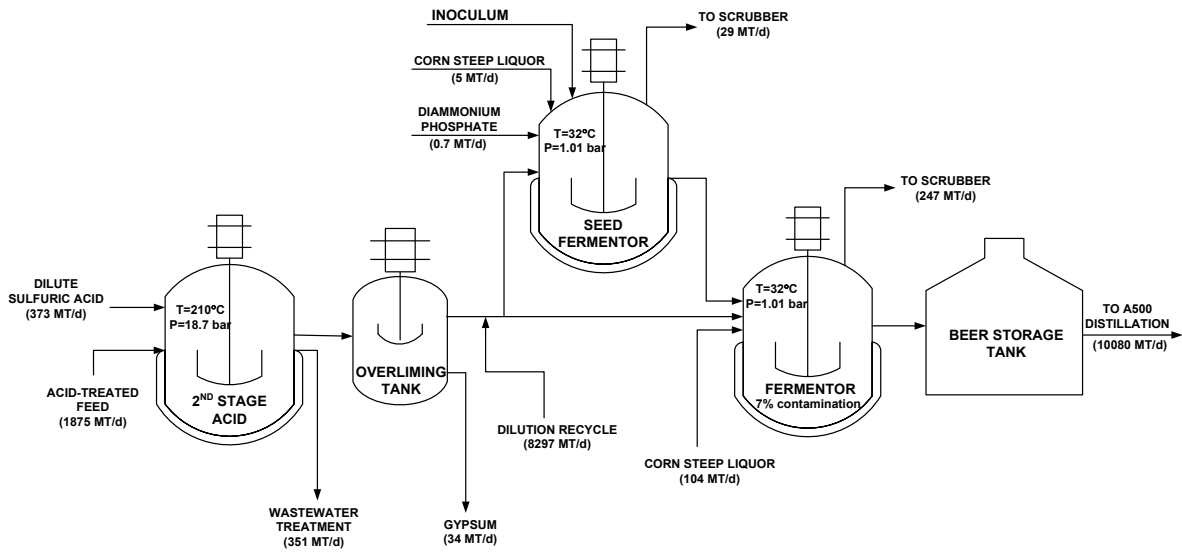 INOCULUM
TO SCRUBBER
(29 MT/d)
CORN STEEP LIQUOR
(5 MT/d)
DIAMMONIUM
PHOSPHATE
(0.7 MT/d)
T=32ºC
P=1.01 bar
SEED
FERMENTOR
TO SCRUBBER
(247 MT/d)
DILUTE
SULFURIC ACID
(373 MT/d)
T=210ºC
P=18.7 bar
ACID-TREATED
FEED
(1875 MT/d)
2ND STAGE
ACID
OVERLIMING
TANK
T=32ºC
P=1.01 bar
FERMENTOR
7% contamination
BEER STORAGE
TANK
TO A500
DISTILLATION
(10080 MT/d)
DILUTION RECYCLE
(8297 MT/d)
CORN STEEP LIQUOR
(104 MT/d)
WASTEWATER
TREATMENT
(351 MT/d)
GYPSUM
(34 MT/d)